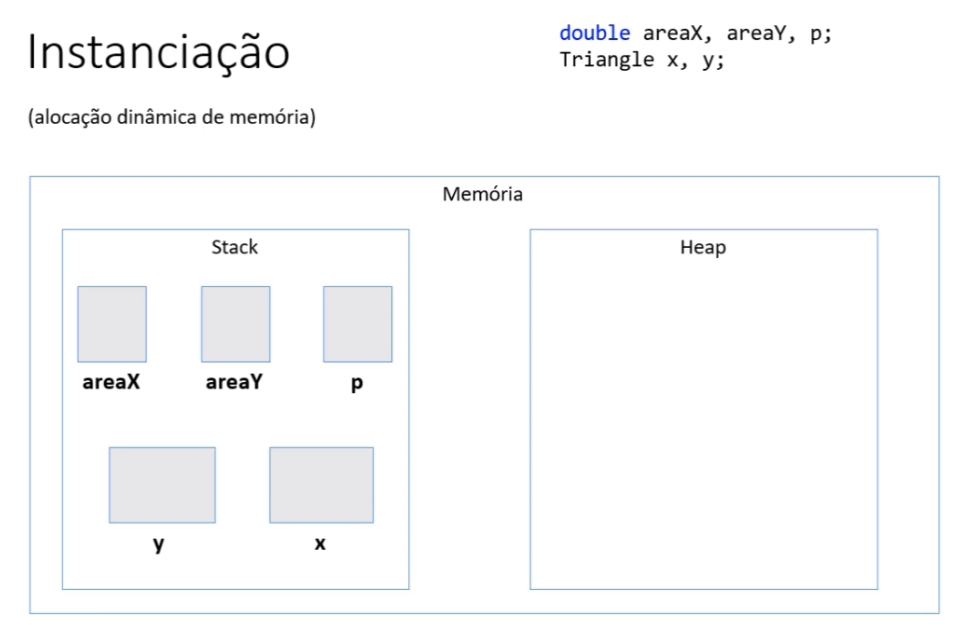 Instanciação
(alocação dinâmica de memória)
double areaX, areaY, p;
Triangle x, y;
Memória
Stack
areaX areaY p
y x
Heap